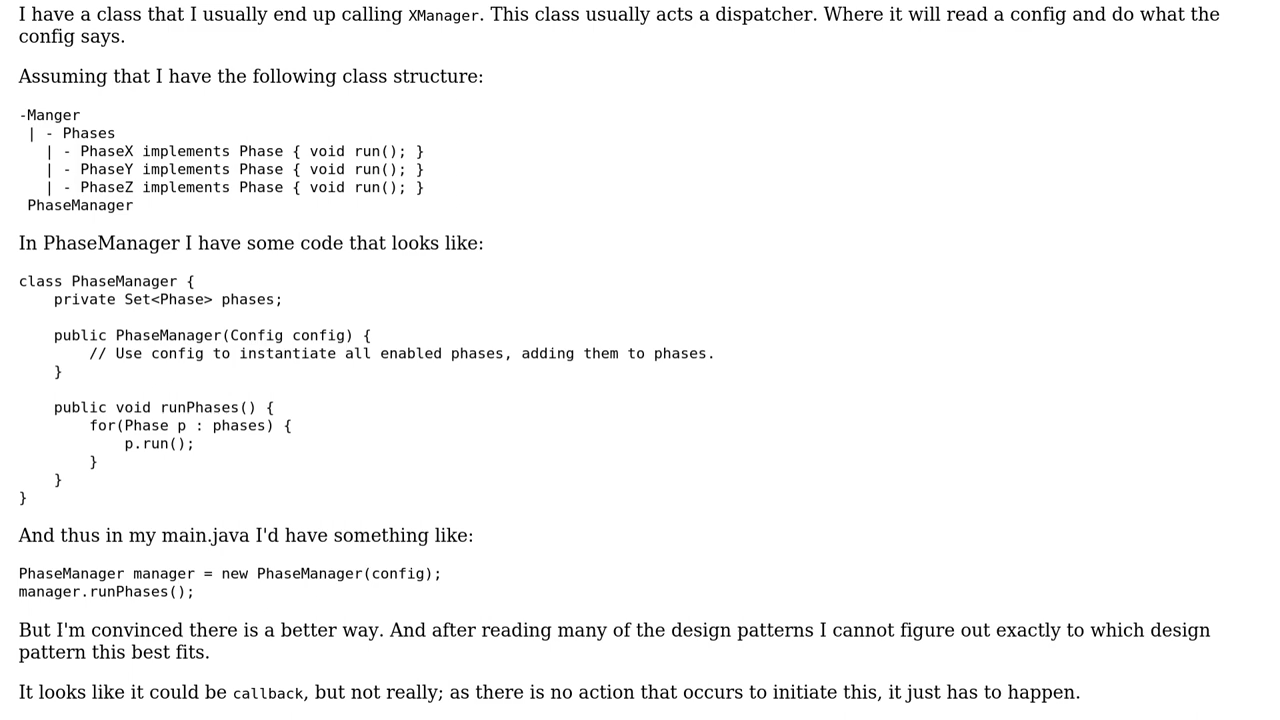 I have a class that I usually end up calling XManager. This class usually acts a dispatcher. Where it will read a config and do what the
config says.
Assuming that I have the following class structure:
-Manger
 | - Phases
   | - PhaseX implements Phase { void run(); }
   | - PhaseY implements Phase { void run(); }
   | - PhaseZ implements Phase { void run(); }
 PhaseManager
In PhaseManager I have some code that looks like:
class PhaseManager {
    private Set<Phase> phases;
    public PhaseManager(Config config) {
        // Use config to instantiate all enabled phases, adding them to phases.
    }
    public void runPhases() {
        for(Phase p : phases) {
            p.run();
        }
    }
}
And thus in my main.java I'd have something like:
PhaseManager manager = new PhaseManager(config);
manager.runPhases();
But I'm convinced there is a better way. And after reading many of the design patterns I cannot figure out exactly to which design
pattern this best fits.
It looks like it could be callback, but not really; as there is no action that occurs to initiate this, it just has to happen.